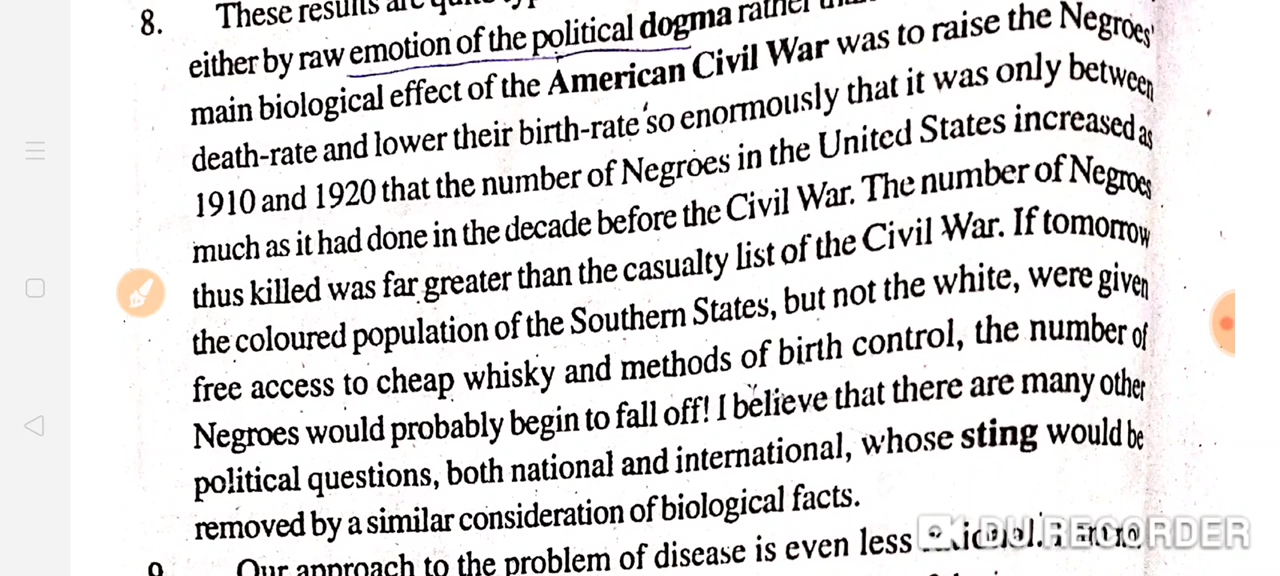 8. These results are
either by raw emotion of the political dogma rather
main biological effect of the American Civil War was to raise the Negroes'
death-rate and lower their birth-rate so enormously that it was only between
1910 and 1920 that the number of Negroes in the United States increased as
much as it had done in the decade before the Civil War. The number of Negroes
thus killed was far greater than the casualty list of the Civil War. If tomorrow
the coloured population of the Southern States, but not the white, were given
free access to cheap whisky and methods of birth control, the number of
Negroes would probably begin to fall off! I believe that there are many other
political questions, both national and international, whose sting would be
removed by a similar consideration of biological facts.
9. Our approach to the problem of disease is even less
DU RECORDER